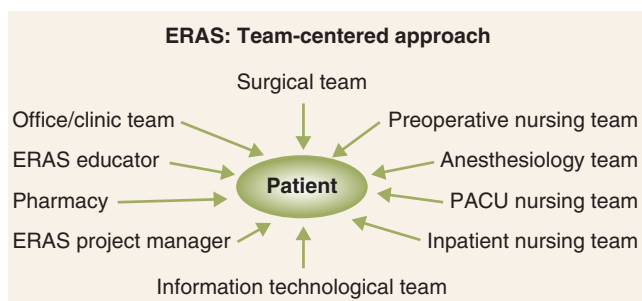 ERAS: Team-centered approach
Surgical team
Office/clinic team
Preoperative nursing team
ERAS educator
Anesthesiology team
Patient
Pharmacy
PACU nursing team
ERAS project manager
Inpatient nursing team
Information technological team